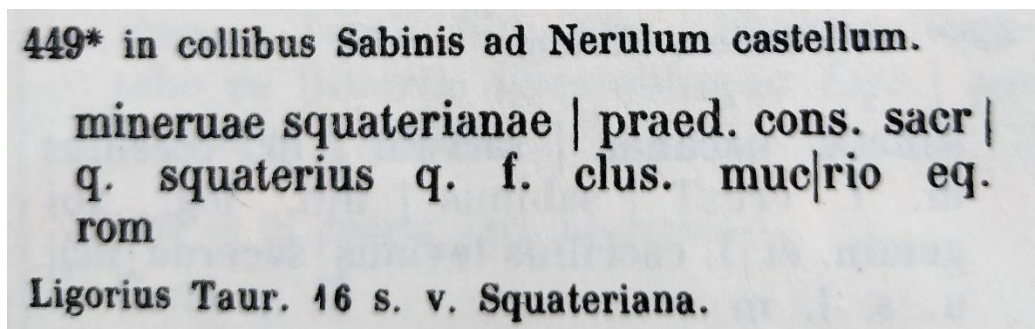 449* in collibus Sabinis ad Nerulum castellum.
mineruae squaterianae | praed. cons. sacr |
q. squaterius q. f. clus. muc|rio eq.
rom
Ligorius Taur. 16 s. v. Squateriana.